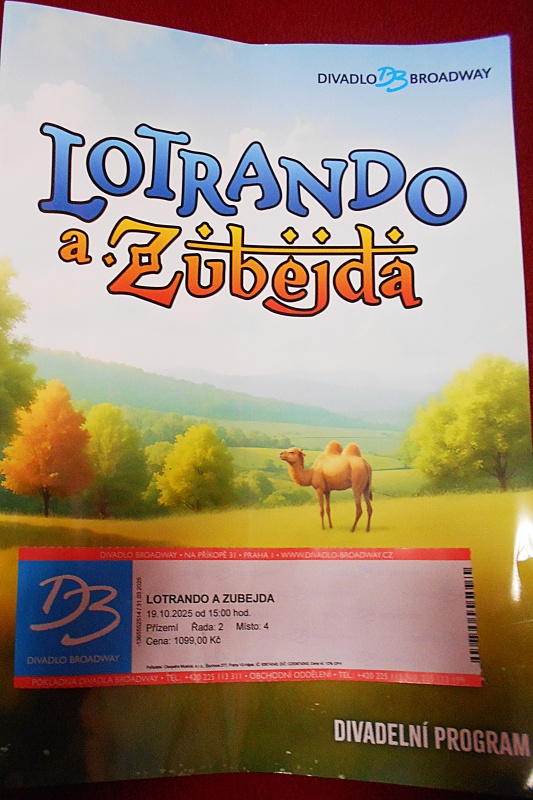 DIVADLO DB BROADWAY
LOTRANDO
a Zubejda
DIVADLO BROADWAY • NA PŘÍKOPĚ 31 • PRAHA 1 • WWW.DIVADLO-BROADWAY.CZ
DB
DIVADLO BROADWAY
LOTRANDO A ZUBEJDA
19.10.2025 od 15:00 hod.
Přízemí Řada: 2 Místo: 4
Cena: 1099,00 Kč
POKLADNA DIVADLA BROADWAY • TEL.: +420 225 113 311 • OBCHODNÍ ODDĚLENÍ • TEL.: +420 225 113
DIVADELNÍ PROGRAM